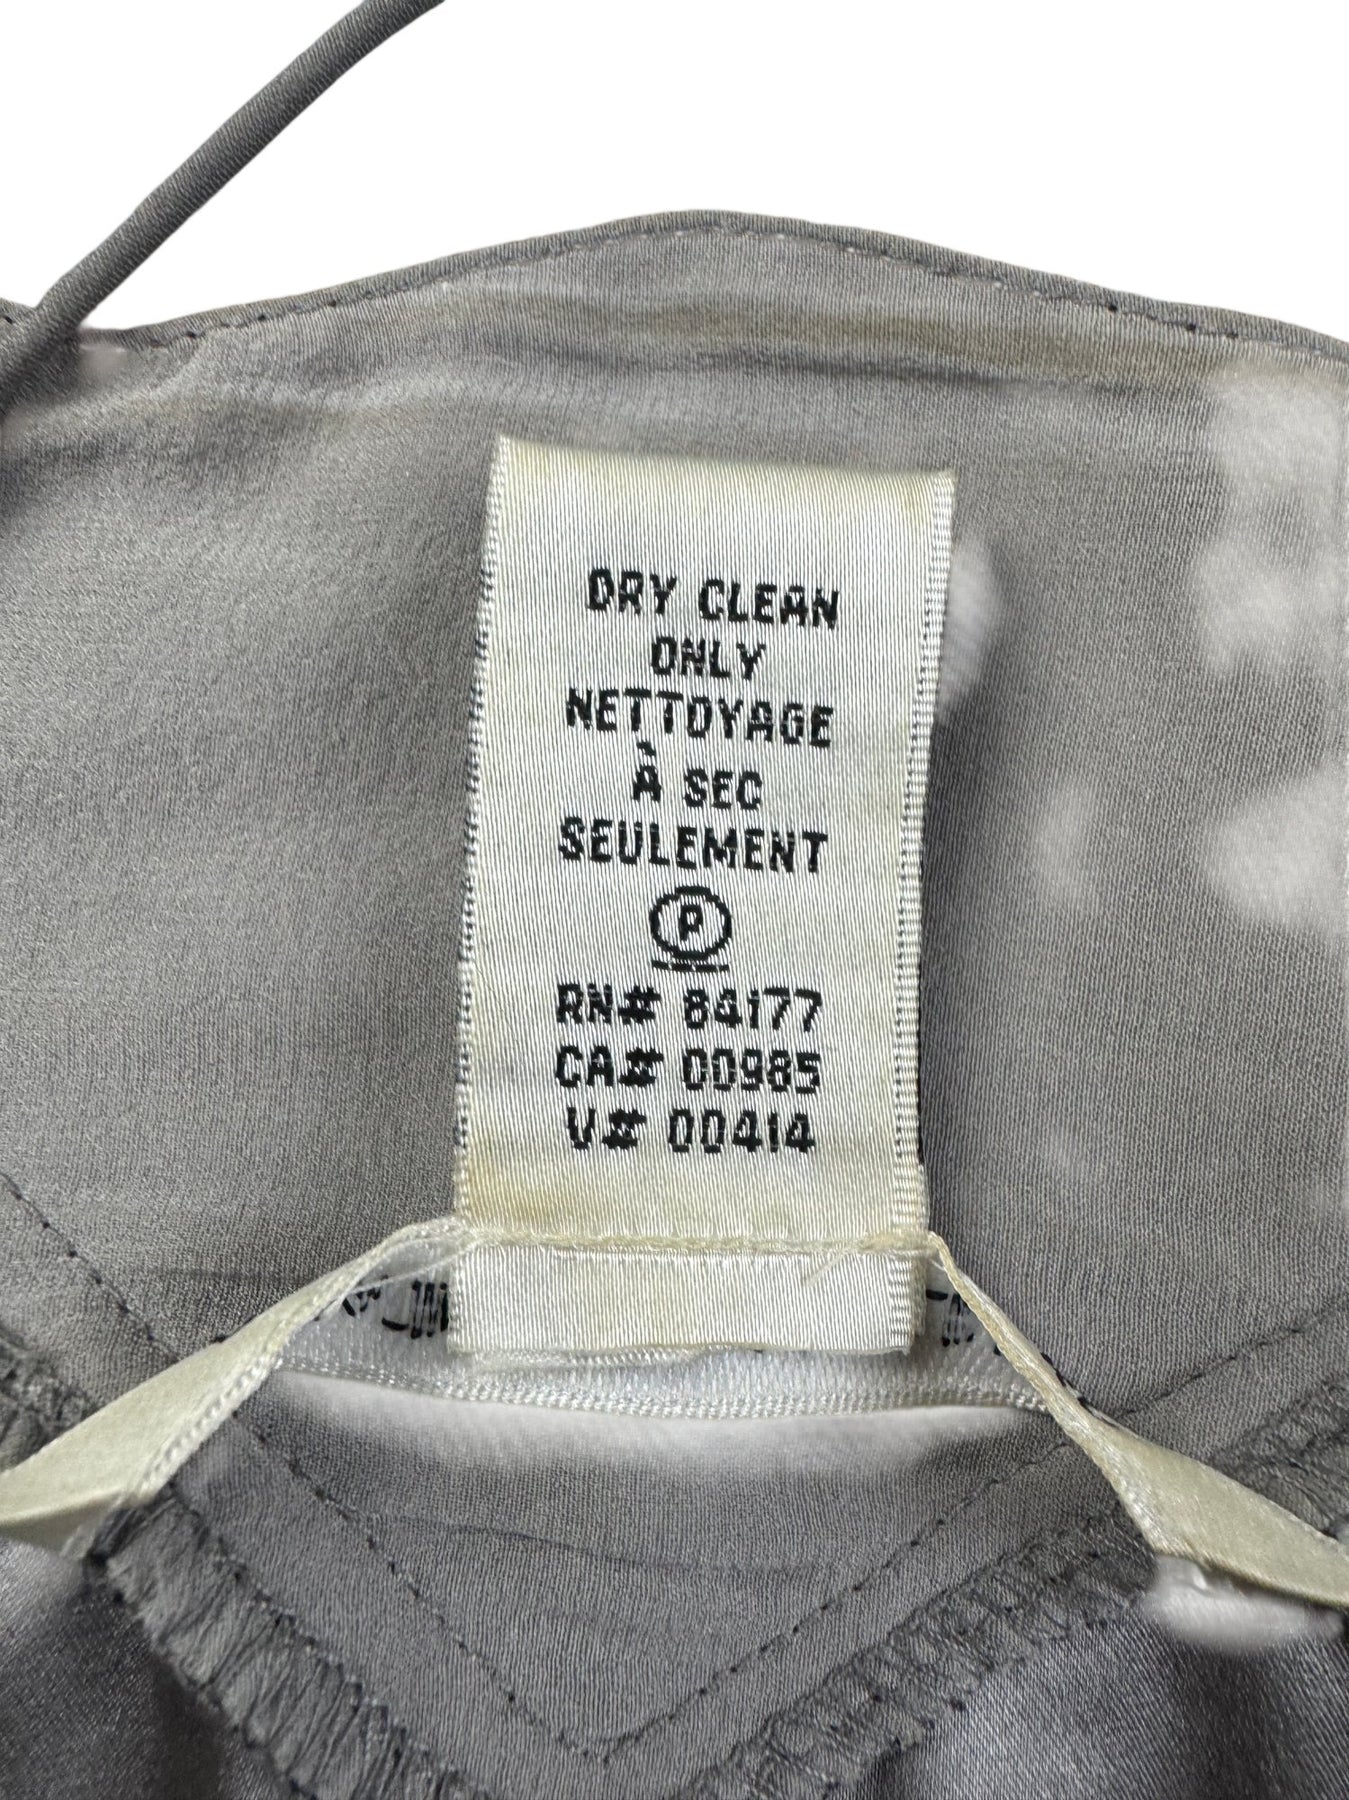 DRY CLEAN
ONLY
NETTOYAGE
À SEC
SEULEMENT
P
RN# 84177
CA# 00985
V# 00414